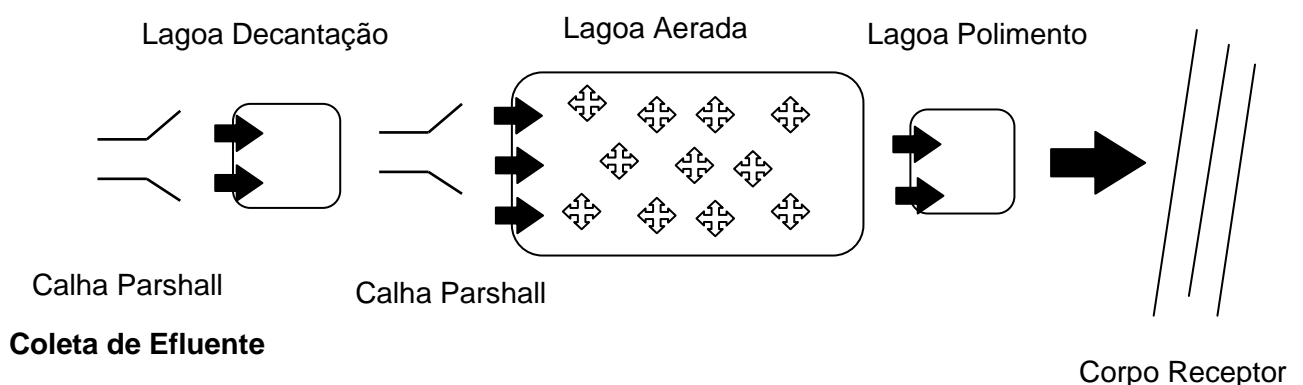 Lagoa Decantação
Lagoa Aerada
Lagoa Polimento
Calha Parshall
Calha Parshall
Coleta de Efluente
Corpo Receptor